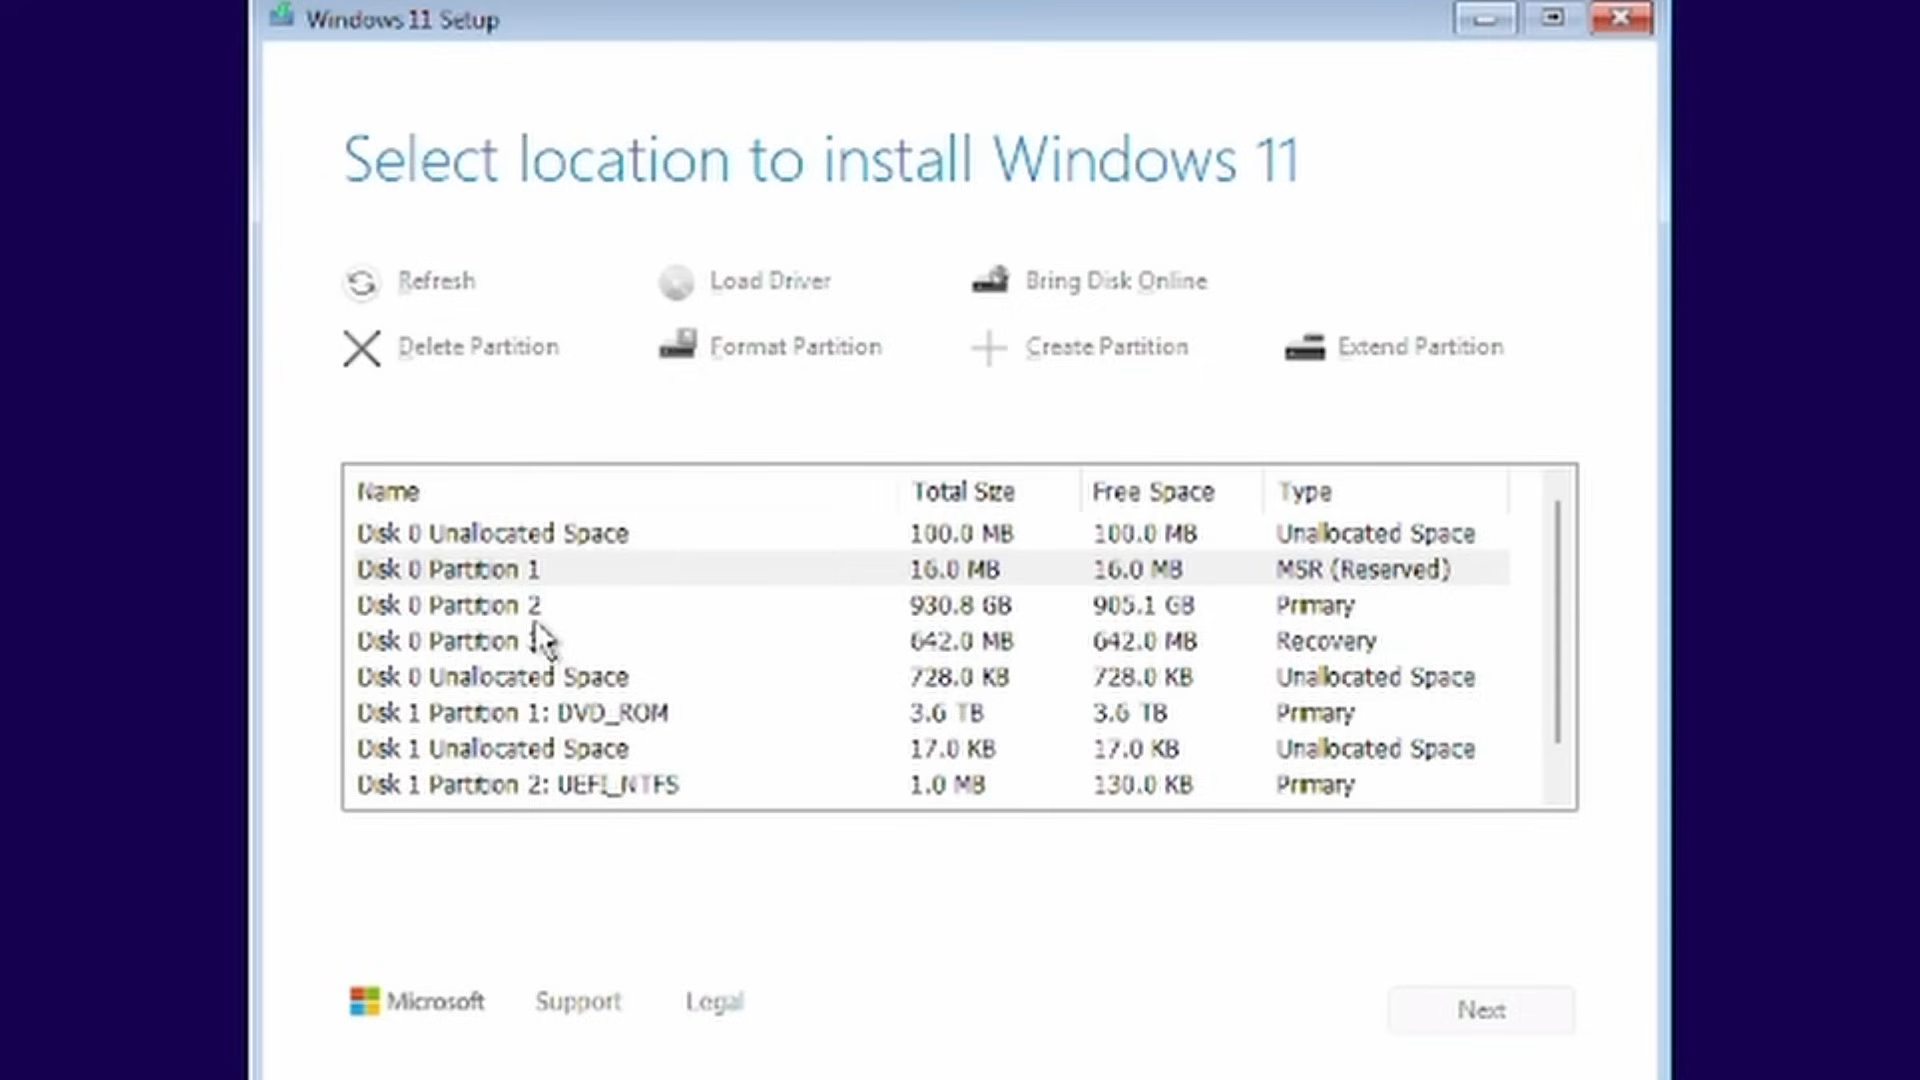 Windows 11 Setup
Select location to install Windows 11
Refresh Load Driver Bring Disk Online
Delete Partition Format Partition Create Partition Extend Partition
Name Total Size Free Space Type
Disk 0 Unallocated Space 100.0 MB 100.0 MB Unallocated Space
Disk 0 Partition 1 16.0 MB 16.0 MB MSR (Reserved)
Disk 0 Partition 2 930.8 GB 905.1 GB Primary
Disk 0 Partition 642.0 MB 642.0 MB Recovery
Disk 0 Unallocated Space 728.0 KB 728.0 KB Unallocated Space
Disk 1 Partition 1: DVD_ROM 3.6 TB 3.6 TB Primary
Disk 1 Unallocated Space 17.0 KB 17.0 KB Unallocated Space
Disk 1 Partition 2: UEFI_NTFS 1.0 MB 130.0 KB Primary
Microsoft Support Legal Next